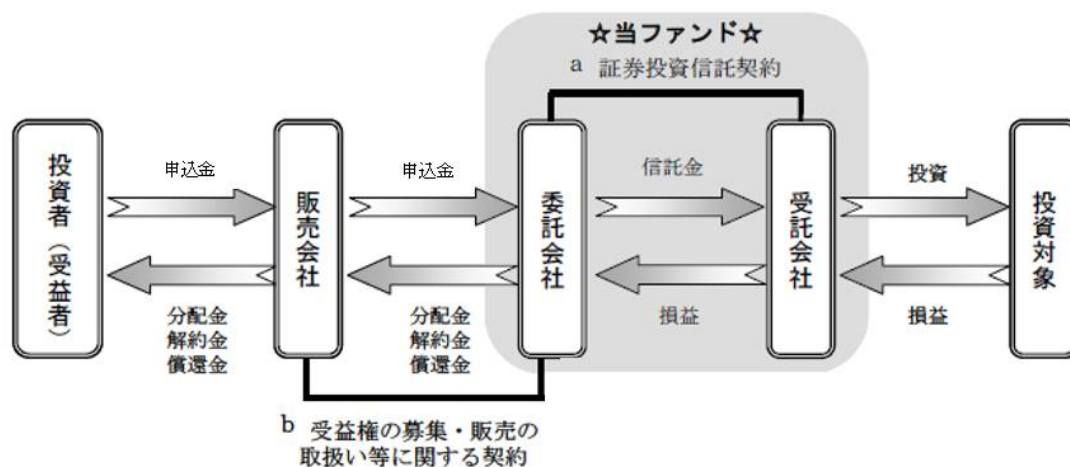 ☆当ファンド☆
a 証券投資信託契約
投資者（受益者）
申込金
販売会社
申込金
委託会社
信託金
受託会社
投資
投資対象
分配金
解約金
償還金
分配金
解約金
償還金
損益
損益
b 受益権の募集・販売の
取扱い等に関する契約